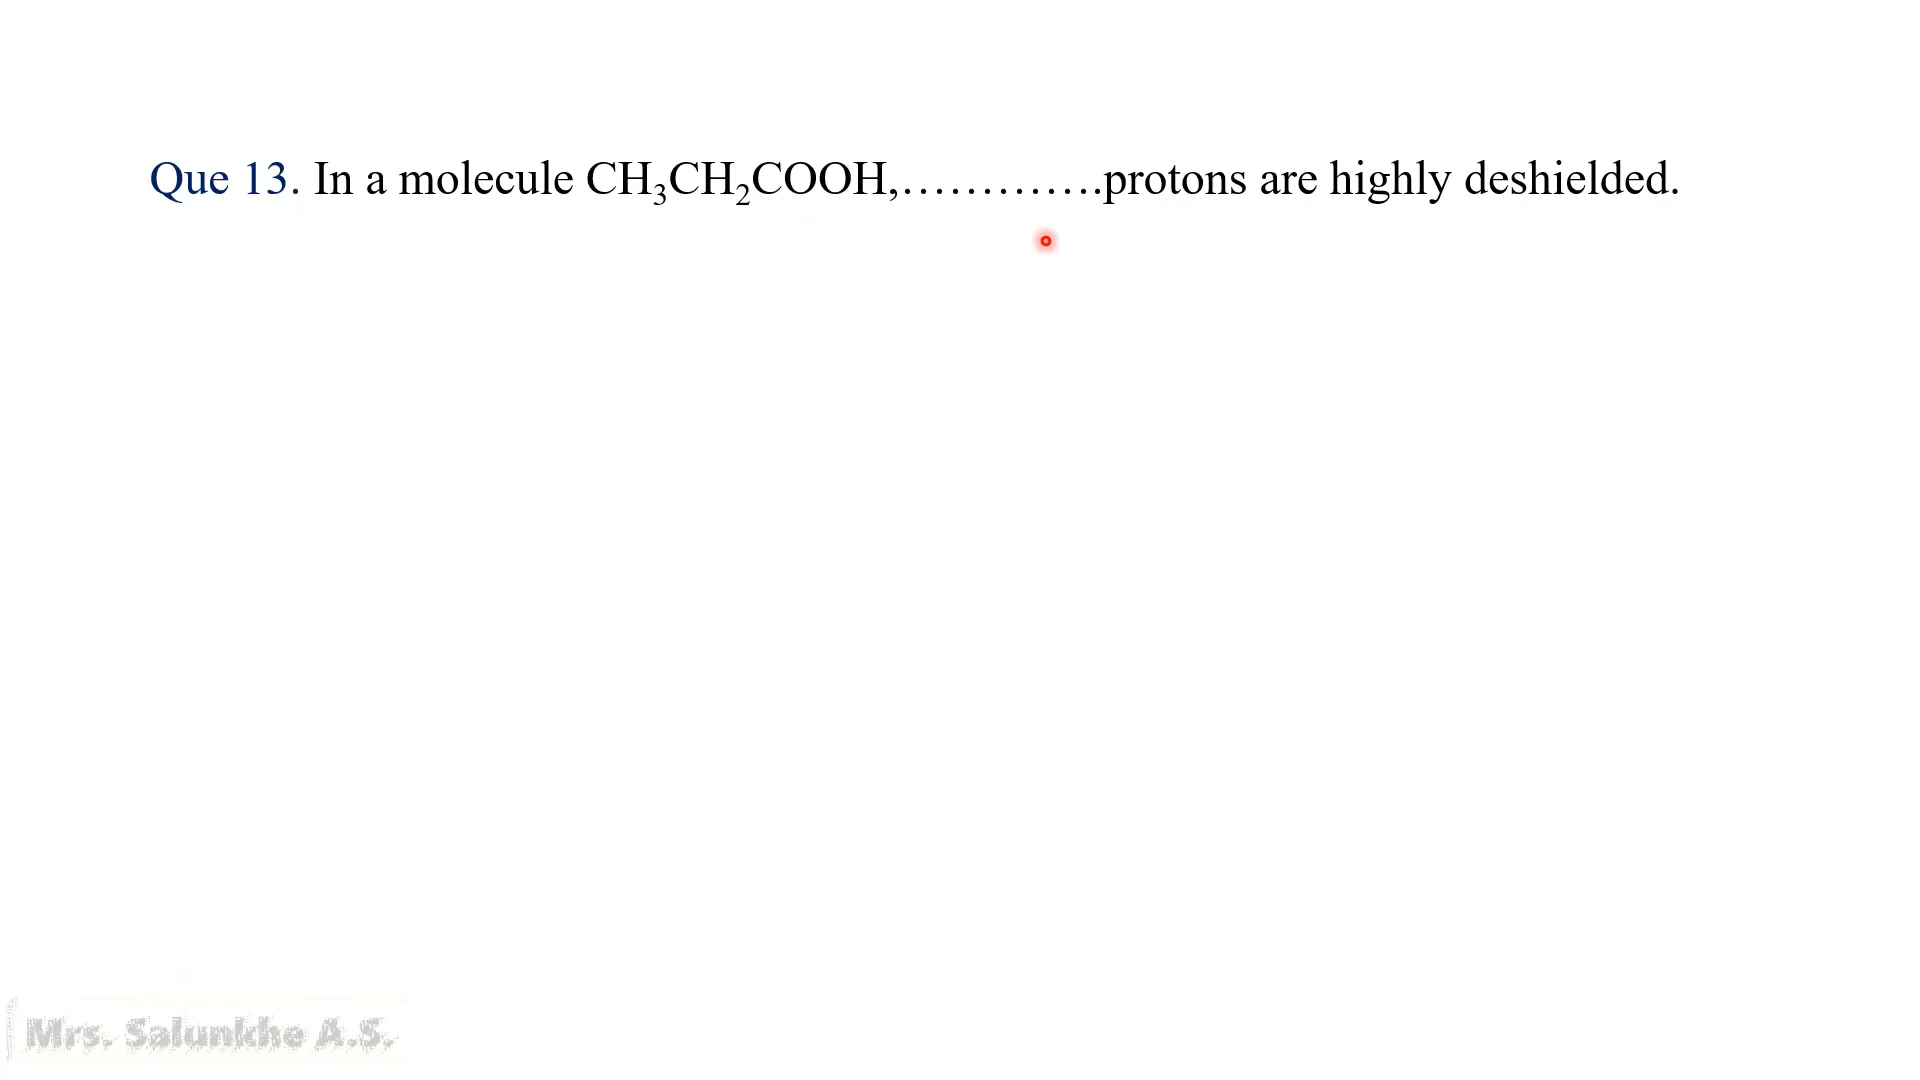 Que 13. In a molecule CH₃CH₂COOH,………….protons are highly deshielded.
Mrs. Salunkhe A.S.